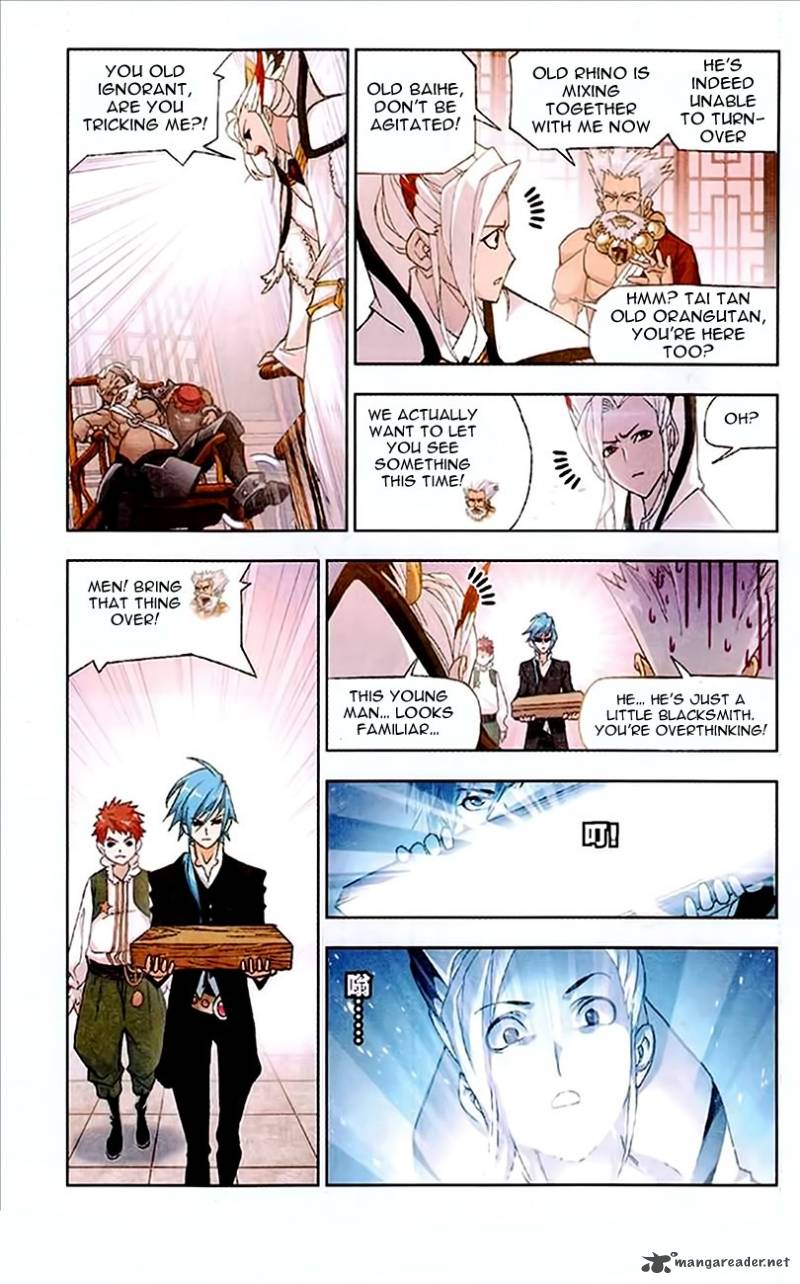 YOU OLD
IGNORANT,
ARE YOU
TRICKING ME?!
OLD BAIHE,
DON'T BE
AGITATED!
OLD RHINO IS
MIXING
TOGETHER
WITH ME NOW
HE'S
INDEED
UNABLE
TO TURN-
OVER
HMM? TAI TAN
OLD ORANGUTAN,
YOU'RE HERE
TOO?
WE ACTUALLY
WANT TO LET
YOU SEE
SOMETHING
THIS TIME!
OH?
MEN! BRING
THAT THING
OVER!
THIS YOUNG
MAN... LOOKS
FAMILIAR...
HE... HE'S JUST A
LITTLE BLACKSMITH.
YOU'RE OVERTHINKING!
叮!
mangareader.net